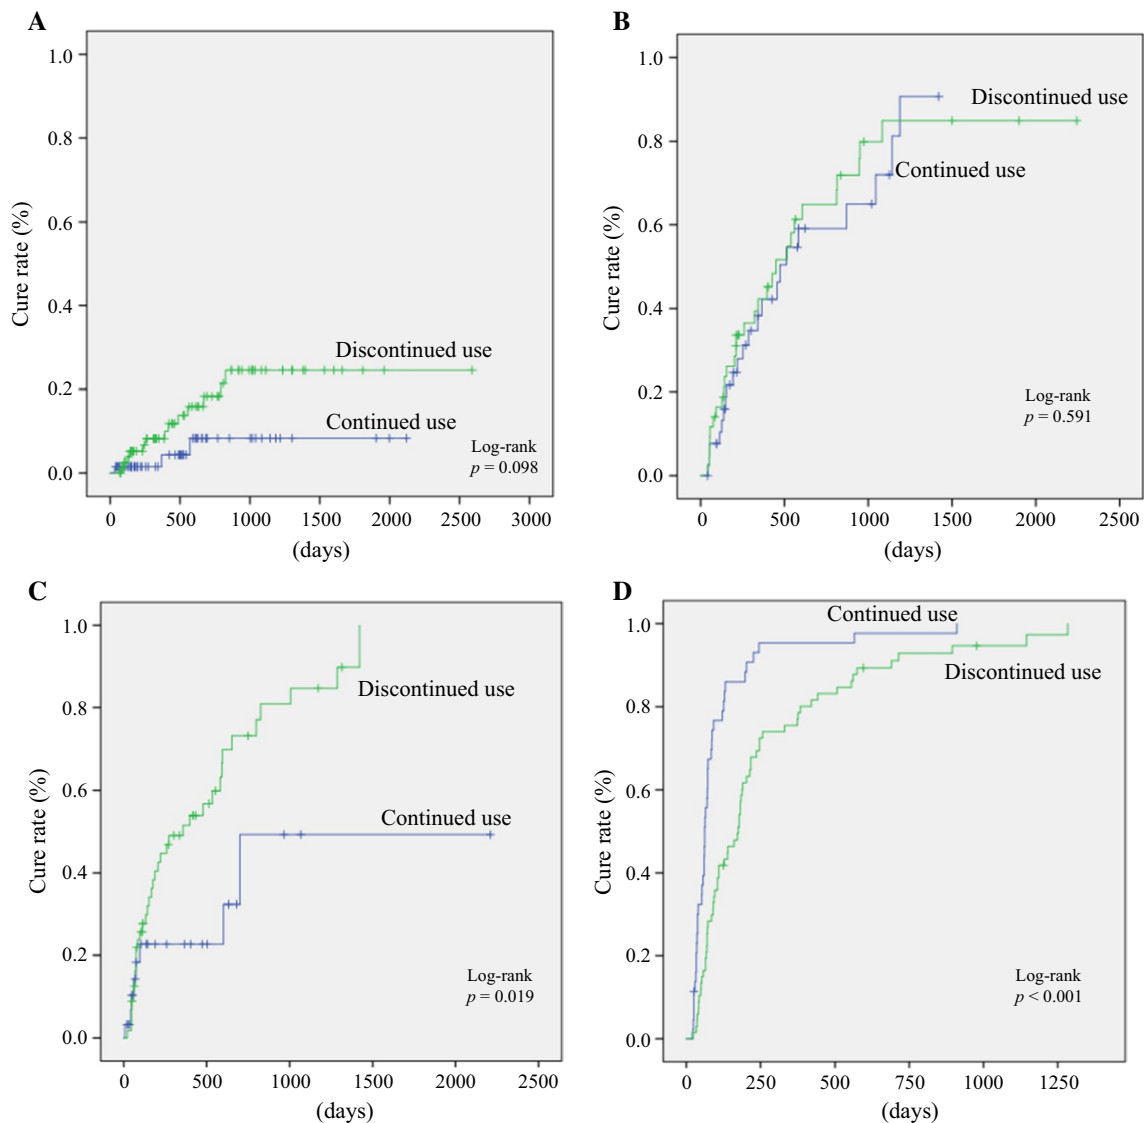 A
1.0
0.8
0.6
0.4
0.2
0.0
Cure rate (%)
Discontinued use
Continued use
Log-rank
p = 0.098
0 500 1000 1500 2000 2500 3000
(days)
B
1.0
0.8
0.6
0.4
0.2
0.0
Cure rate (%)
Discontinued use
Continued use
Log-rank
p = 0.591
0 500 1000 1500 2000 2500
(days)
C
1.0
0.8
0.6
0.4
0.2
0.0
Cure rate (%)
Discontinued use
Continued use
Log-rank
p = 0.019
0 500 1000 1500 2000 2500
(days)
D
1.0
0.8
0.6
0.4
0.2
0.0
Cure rate (%)
Continued use
Discontinued use
Log-rank
p < 0.001
0 250 500 750 1000 1250
(days)